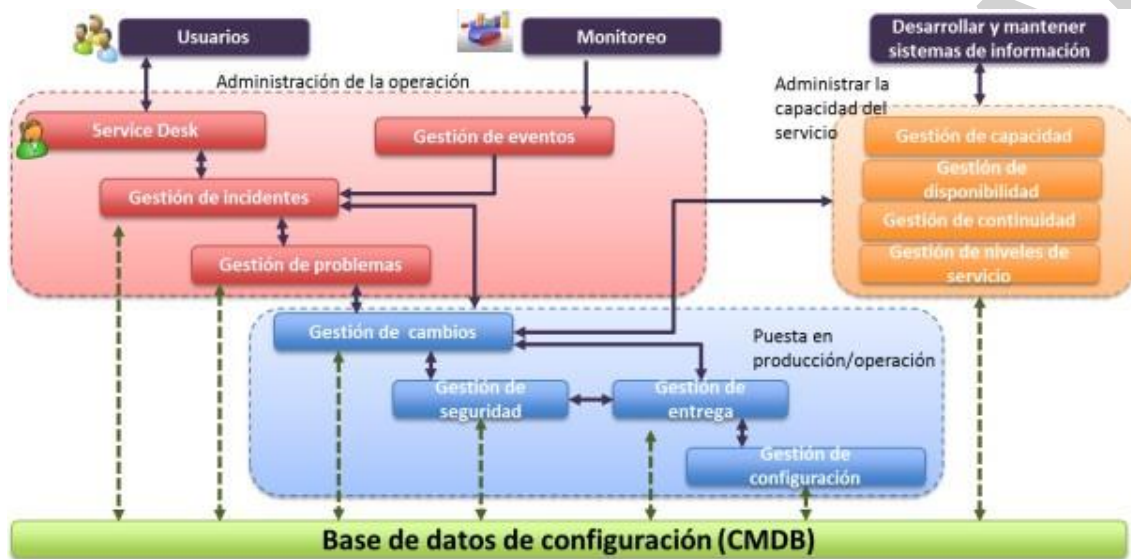 Usuarios
Monitoreo
Desarrollar y mantener
sistemas de información
Administración de la operación
Administrar la
capacidad del
servicio
Service Desk
Gestión de eventos
Gestión de incidentes
Gestión de problemas
Gestión de capacidad
Gestión de
disponibilidad
Gestión de continuidad
Gestión de niveles de
servicio
Gestión de cambios
Puesta en
producción/operación
Gestión de
seguridad
Gestión de
entrega
Gestión de
configuración
Base de datos de configuración (CMDB)